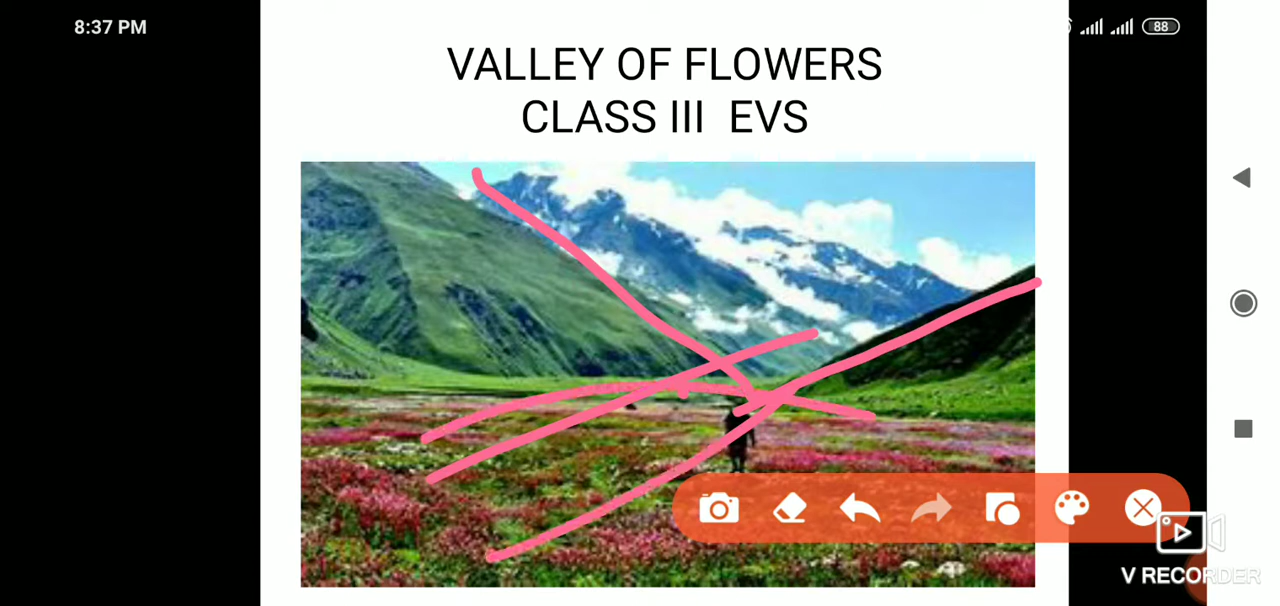 8:37 PM
88
VALLEY OF FLOWERS
CLASS III EVS
V RECORDER